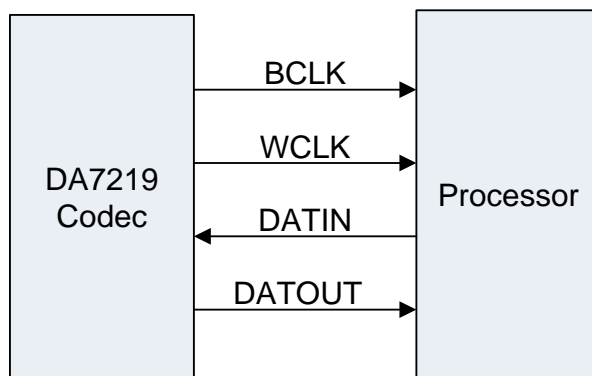 DA7219
Codec
BCLK
WCLK
DATIN
DATOUT
Processor